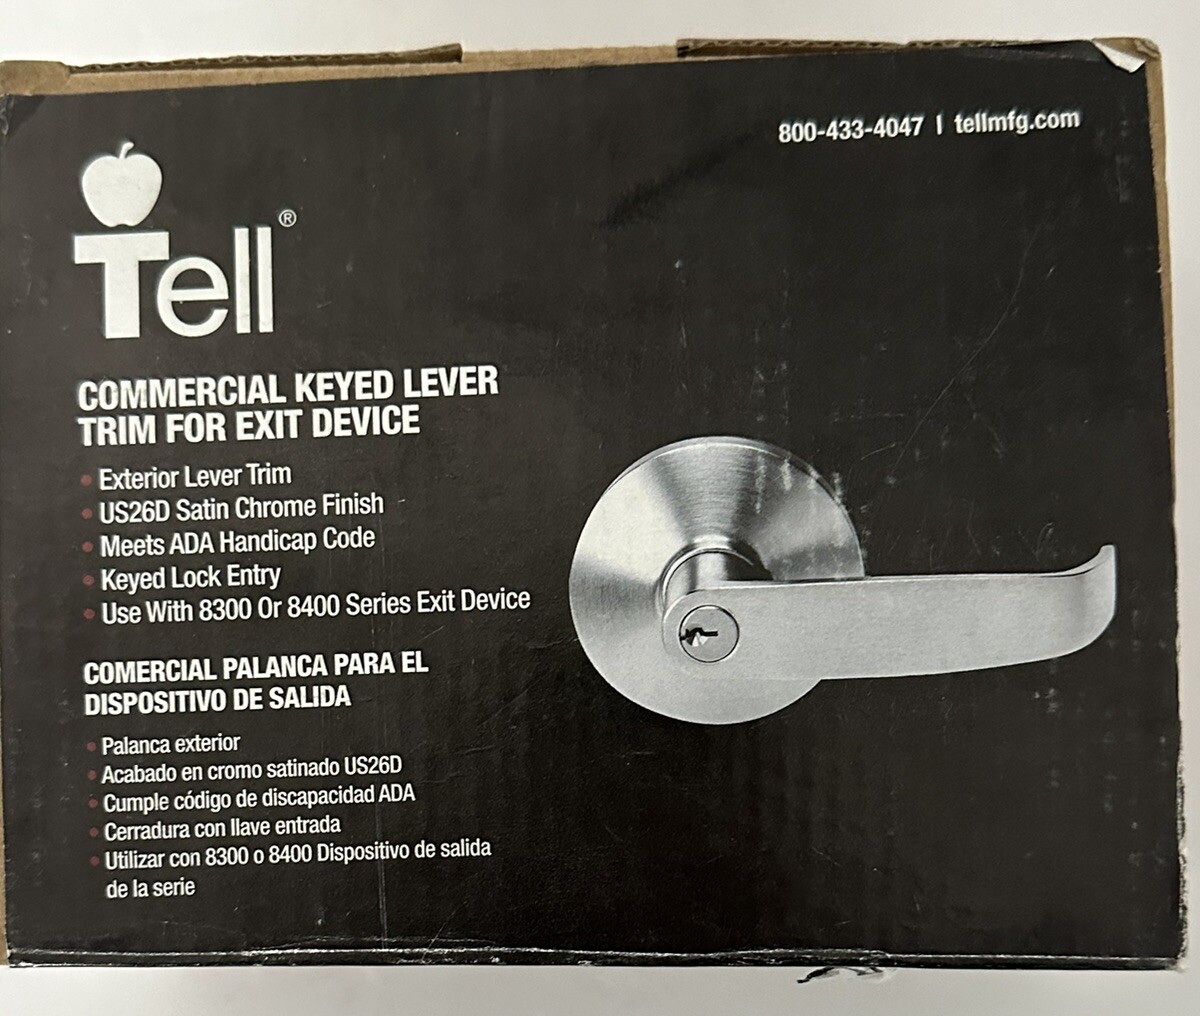 800-433-4047 | tellmfg.com
Tell®
COMMERCIAL KEYED LEVER
TRIM FOR EXIT DEVICE
• Exterior Lever Trim
• US26D Satin Chrome Finish
• Meets ADA Handicap Code
• Keyed Lock Entry
• Use With 8300 Or 8400 Series Exit Device
COMERCIAL PALANCA PARA EL
DISPOSITIVO DE SALIDA
• Palanca exterior
• Acabado en cromo satinado US26D
• Cumple código de discapacidad ADA
• Cerradura con llave entrada
• Utilizar con 8300 o 8400 Dispositivo de salida
de la serie